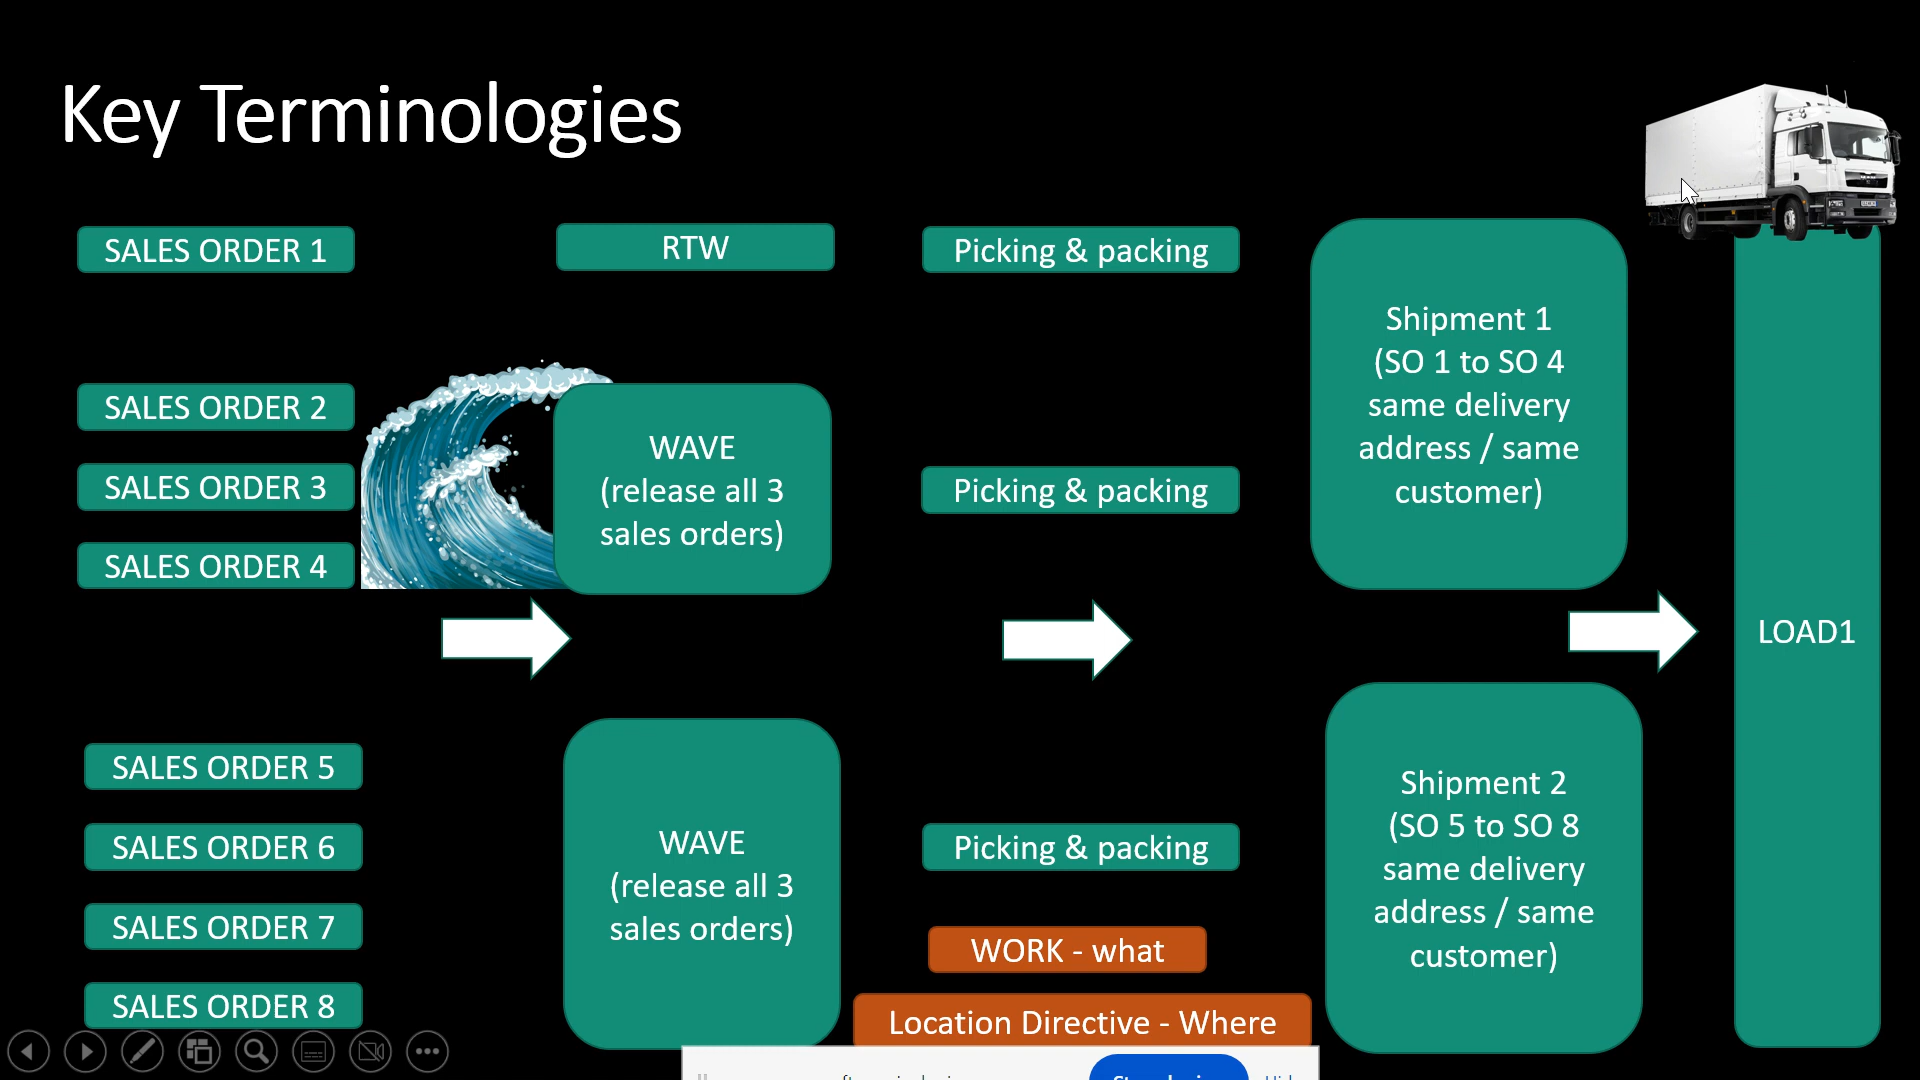 Key Terminologies
SALES ORDER 1
RTW
Picking & packing
SALES ORDER 2
SALES ORDER 3
SALES ORDER 4
WAVE
(release all 3
sales orders)
Picking & packing
Shipment 1
(SO 1 to SO 4
same delivery
address / same
customer)
LOAD1
SALES ORDER 5
SALES ORDER 6
SALES ORDER 7
SALES ORDER 8
WAVE
(release all 3
sales orders)
Picking & packing
WORK - what
Location Directive - Where
Shipment 2
(SO 5 to SO 8
same delivery
address / same
customer)